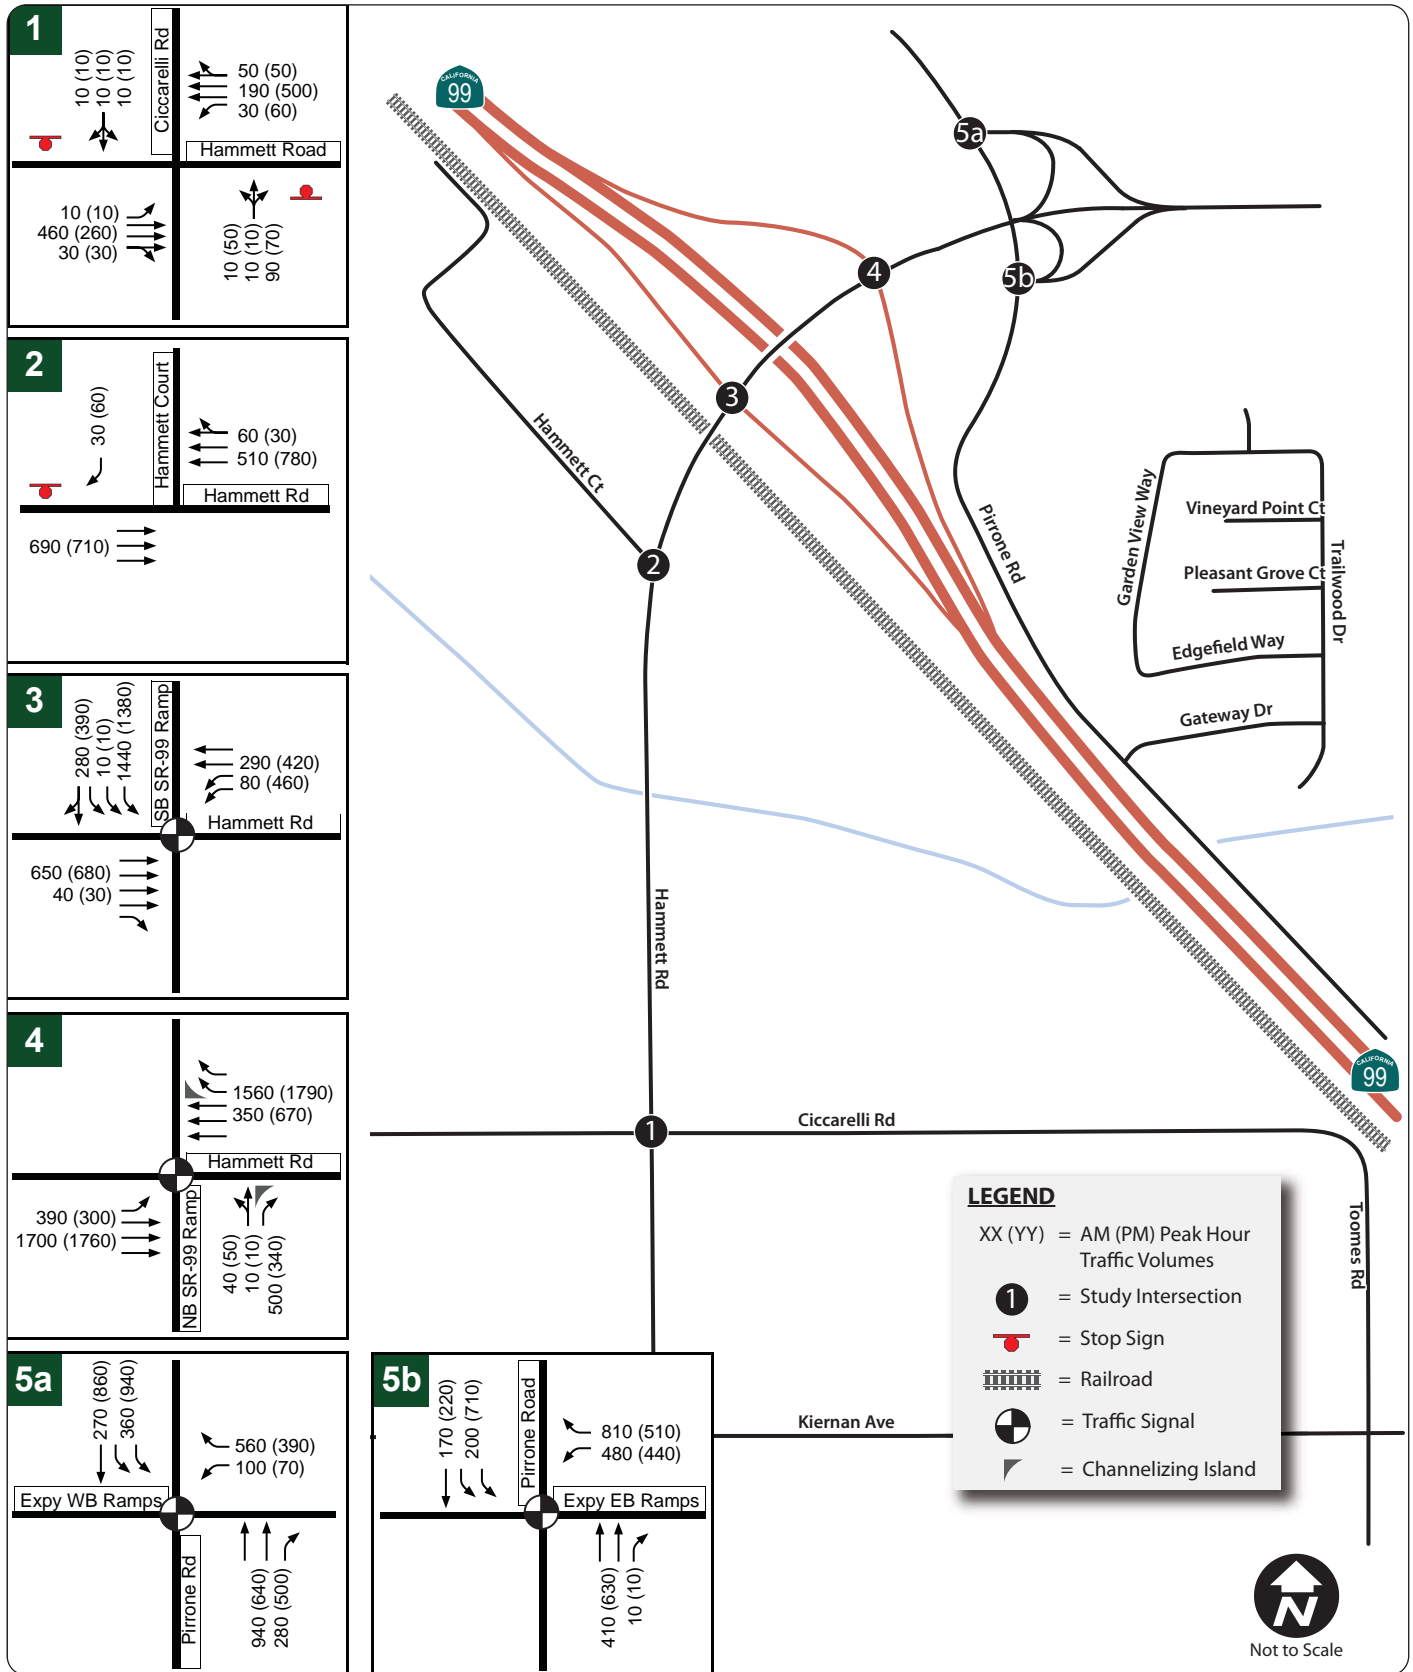 1
Ciccarelli Rd
10 (10)
10 (10)
10 (10)
50 (50)
190 (500)
30 (60)
Hammett Road
10 (10)
460 (260)
30 (30)
10 (50)
10 (10)
90 (70)
2
Hammett Court
30 (60)
60 (30)
510 (780)
Hammett Rd
690 (710)
3
SB SR-99 Ramp
280 (390)
10 (10)
1440 (1380)
290 (420)
80 (460)
Hammett Rd
650 (680)
40 (30)
4
1560 (1790)
350 (670)
Hammett Rd
NB SR-99 Ramp
390 (300)
1700 (1760)
40 (50)
10 (10)
500 (340)
5a
270 (860)
360 (940)
560 (390)
100 (70)
Expy WB Ramps
Pirrone Rd
940 (640)
280 (500)
5b
170 (220)
200 (710)
Pirrone Road
810 (510)
480 (440)
Expy EB Ramps
410 (630)
10 (10)
CALIFORNIA
99
5a
4
5b
3
Hammett Ct
2
Pirrone Rd
Garden View Way
Vineyard Point Ct
Pleasant Grove Ct
Trailwood Dr
Edgefield Way
Gateway Dr
Hammett Rd
CALIFORNIA
99
1
Ciccarelli Rd
Toomes Rd
Kiernan Ave
LEGEND
XX (YY) = AM (PM) Peak Hour
Traffic Volumes
1 = Study Intersection
= Stop Sign
= Railroad
= Traffic Signal
= Channelizing Island
N
Not to Scale